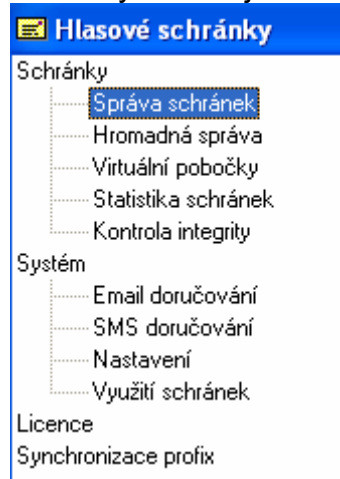 Hlasové schránky
Schránky
Správa schránek
Hromadná správa
Virtuální pobočky
Statistika schránek
Kontrola integrity
Systém
Email doručování
SMS doručování
Nastavení
Využití schránek
Licence
Synchronizace profix